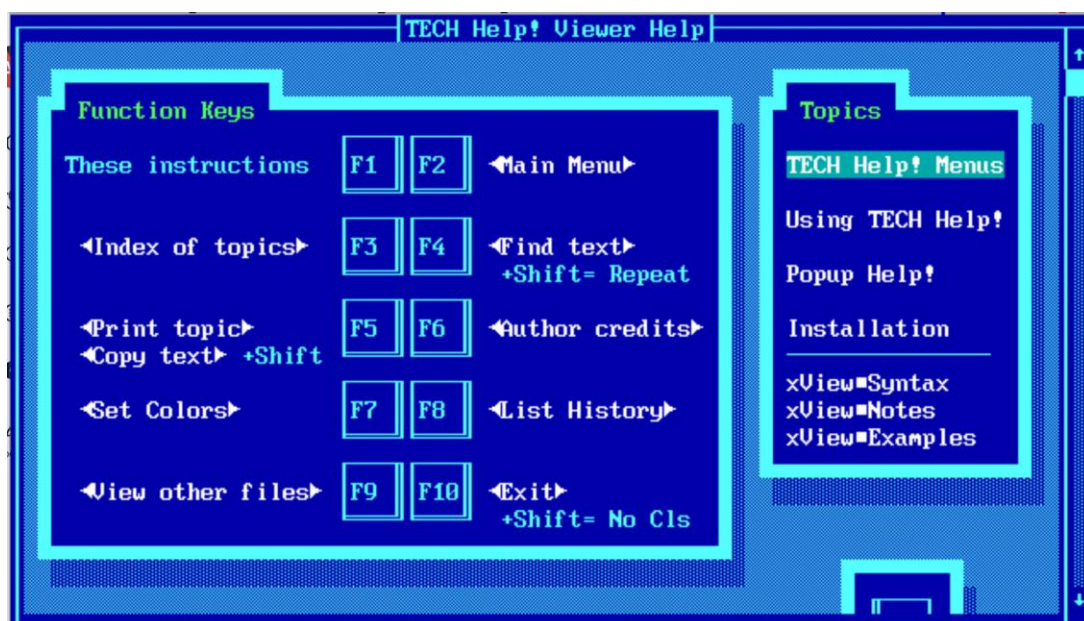 TECH Help! Viewer Help
Function Keys
These instructions F1 F2 ◄Main Menu►
◄Index of topics► F3 F4 ◄Find text►
+Shift= Repeat
◄Print topic► F5 F6 ◄Author credits►
◄Copy text► +Shift
◄Set Colors► F7 F8 ◄List History►
◄View other files► F9 F10 ◄Exit►
+Shift= No Cls
Topics
TECH Help! Menus
Using TECH Help!
Popup Help!
Installation
xView■Syntax
xView■Notes
xView■Examples